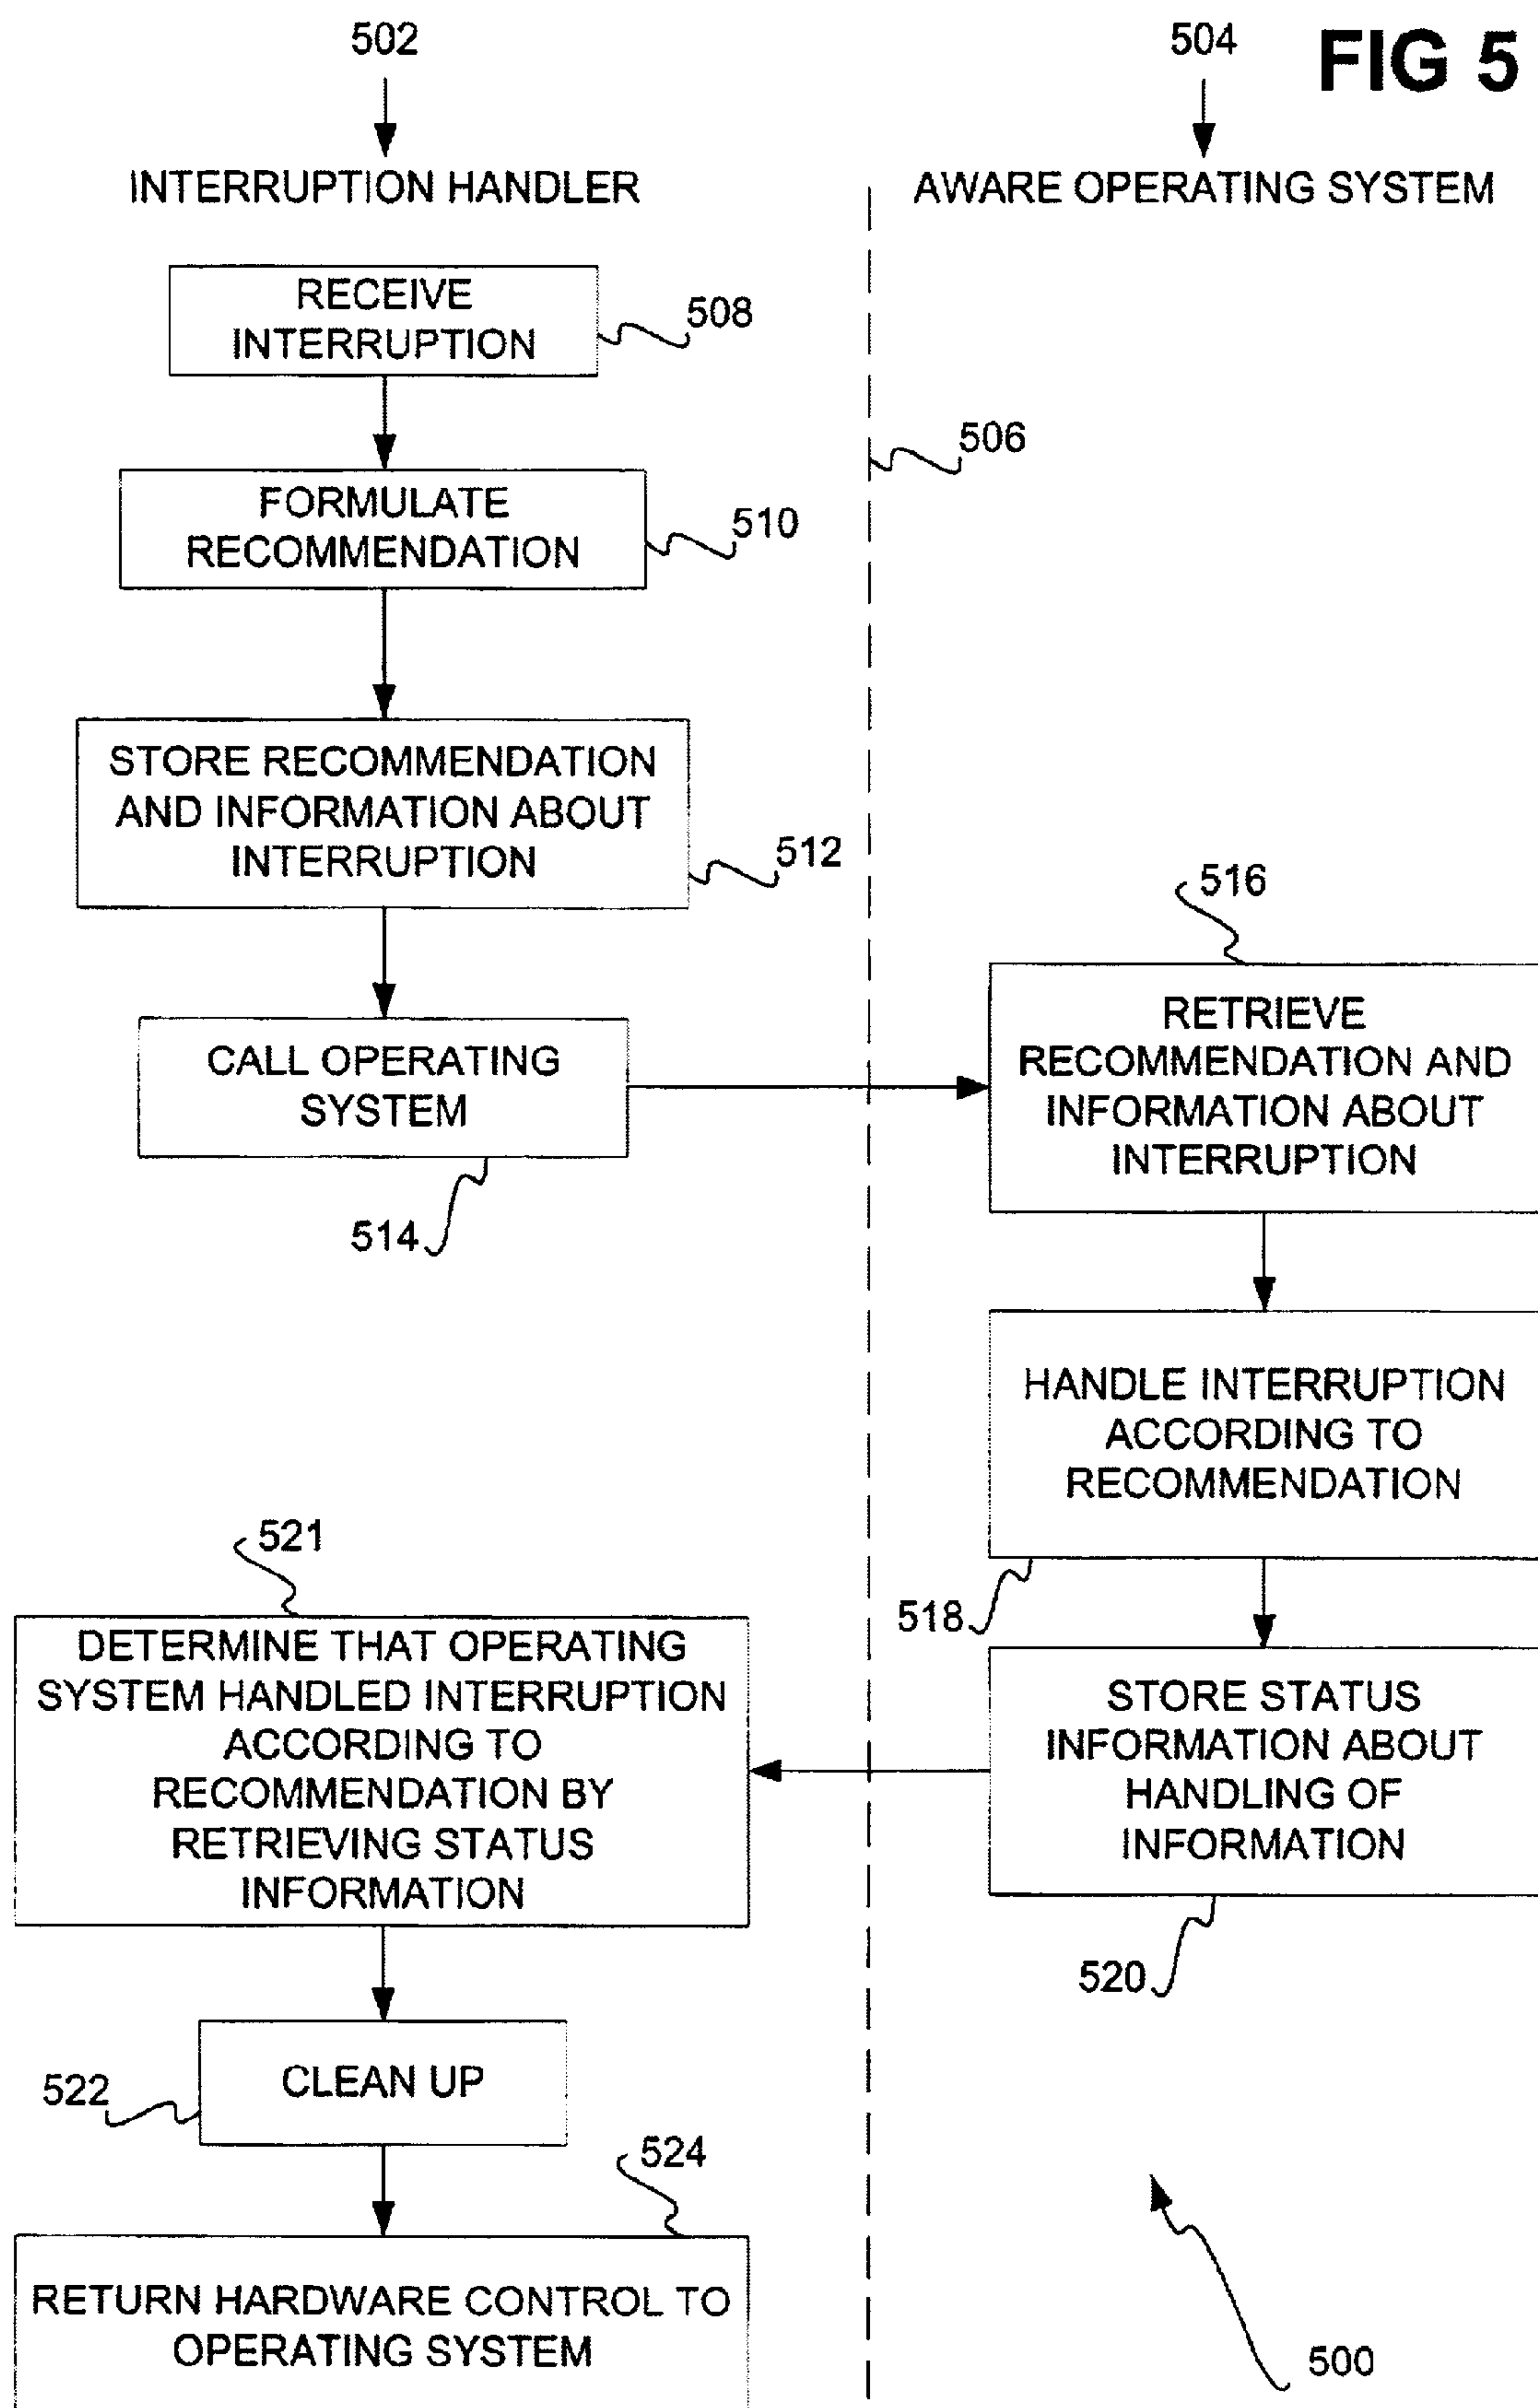 502
504
FIG 5
INTERRUPTION HANDLER
AWARE OPERATING SYSTEM
RECEIVE
INTERRUPTION
508
506
FORMULATE
RECOMMENDATION
510
STORE RECOMMENDATION
AND INFORMATION ABOUT
INTERRUPTION
512
CALL OPERATING
SYSTEM
514
516
RETRIEVE
RECOMMENDATION AND
INFORMATION ABOUT
INTERRUPTION
HANDLE INTERRUPTION
ACCORDING TO
RECOMMENDATION
518
STORE STATUS
INFORMATION ABOUT
HANDLING OF
INFORMATION
520
521
DETERMINE THAT OPERATING
SYSTEM HANDLED INTERRUPTION
ACCORDING TO
RECOMMENDATION BY
RETRIEVING STATUS
INFORMATION
CLEAN UP
522
524
RETURN HARDWARE CONTROL TO
OPERATING SYSTEM
500